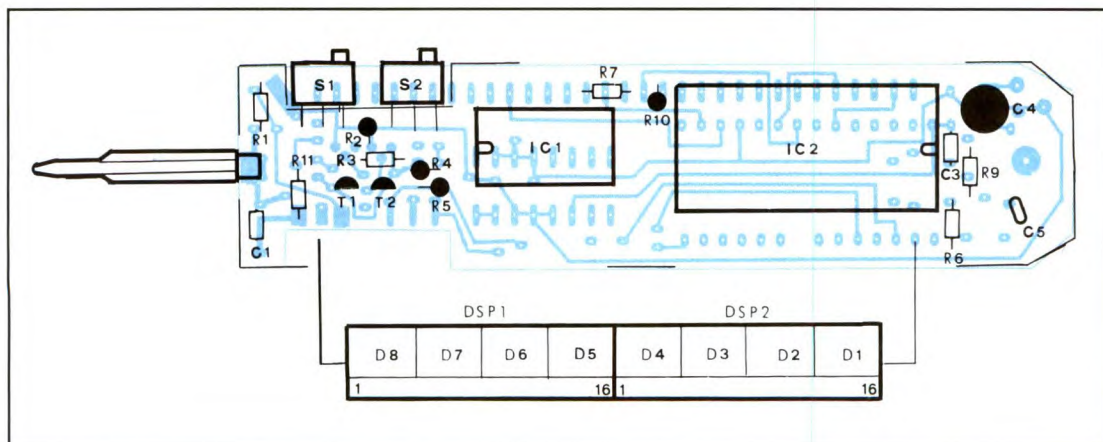 S1
S2
R7
R1
R2
R10
C4
IC1
IC2
R3
R4
C3
R9
R11
T1
T2
R5
C1
C5
R6
DSP1
DSP2
D8 D7 D6 D5 D4 D3 D2 D1
1 16 1 16